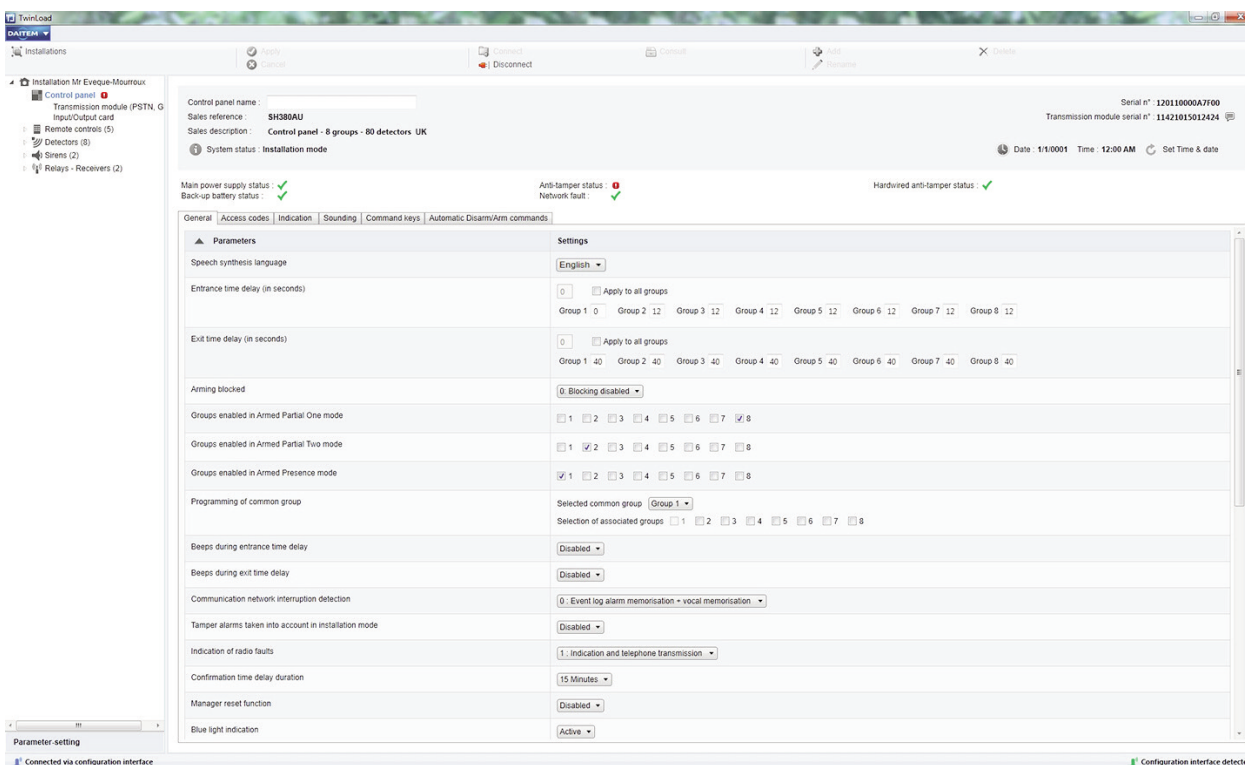 TwinLoad
DAITEM
Installations
Apply
Cancel
Connect
Disconnect
Consult
Add
Rename
Delete
Installation Mr Eveque-Mourroux
Control panel
Transmission module (PSTN, G
Input/Output card
Remote controls (5)
Detectors (8)
Sirens (2)
Relays - Receivers (2)
Control panel name :
Serial n° : 120110000A7F00
Sales reference : SH380AU
Transmission module serial n° : 11421015012424
Sales description : Control panel - 8 groups - 80 detectors UK
System status : Installation mode
Date : 1/1/0001 Time : 12:00 AM Set Time & date
Main power supply status :
Anti-tamper status :
Hardwired anti-tamper status :
Back-up battery status :
Network fault :
General Access codes Indication Sounding Command keys Automatic Disarm/Arm commands
Parameters Settings
Speech synthesis language English
Entrance time delay (in seconds) 0 Apply to all groups
Group 1 0 Group 2 12 Group 3 12 Group 4 12 Group 5 12 Group 6 12 Group 7 12 Group 8 12
Exit time delay (in seconds) 0 Apply to all groups
Group 1 40 Group 2 40 Group 3 40 Group 4 40 Group 5 40 Group 6 40 Group 7 40 Group 8 40
Arming blocked 0: Blocking disabled
Groups enabled in Armed Partial One mode 1 2 3 4 5 6 7 8
Groups enabled in Armed Partial Two mode 1 2 3 4 5 6 7 8
Groups enabled in Armed Presence mode 1 2 3 4 5 6 7 8
Programming of common group Selected common group Group 1
Selection of associated groups 1 2 3 4 5 6 7 8
Beeps during entrance time delay Disabled
Beeps during exit time delay Disabled
Communication network interruption detection 0 : Event log alarm memorisation + vocal memorisation
Tamper alarms taken into account in installation mode Disabled
Indication of radio faults 1 : Indication and telephone transmission
Confirmation time delay duration 15 Minutes
Manager reset function Disabled
Blue light indication Active
Parameter-setting
Connected via configuration interface
Configuration interface detecte